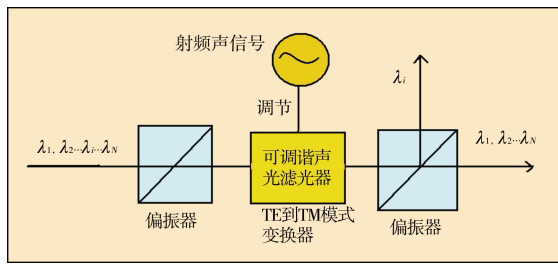 射频声信号
调节
λi
λ1, λ2···λi···λN
λ1, λ2···λN
可调谐声
光滤光器
TE到TM模式
变换器
偏振器
偏振器